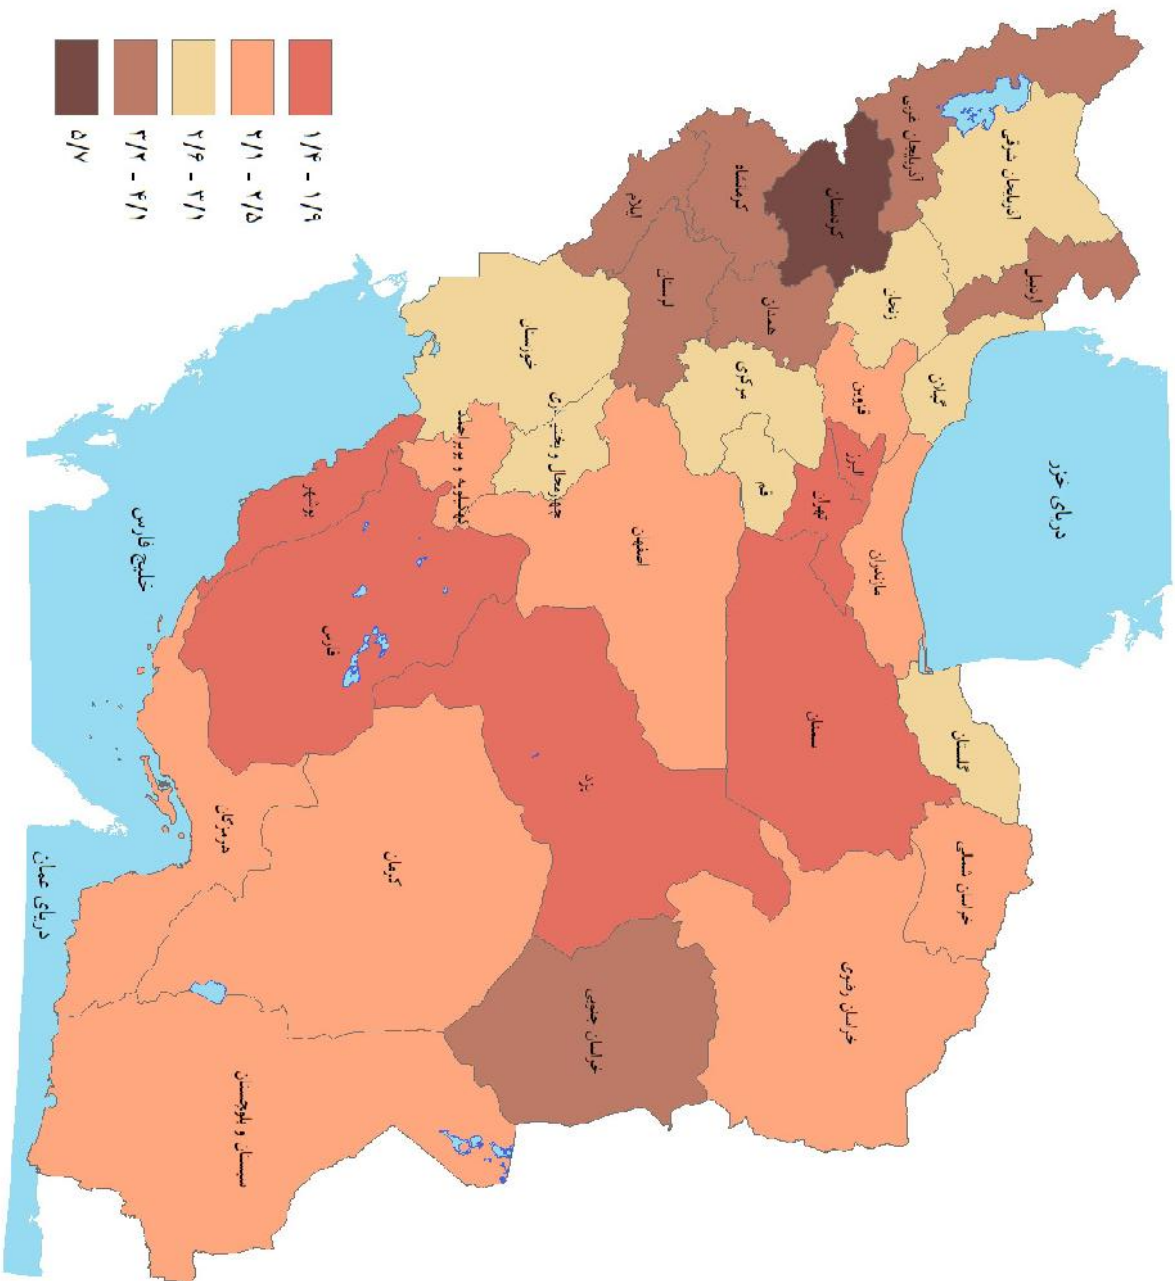 دریای خزر
اردبیل
آذربایجان شرقی
آذربایجان غربی
گیلان
زنجان
گلستان
خراسان شمالی
مازندران
قزوین
البرز
تهران
سمنان
خراسان رضوی
کردستان
همدان
قم
مرکزی
کرمانشاه
لرستان
ایلام
اصفهان
یزد
خراسان جنوبی
چهارمحال و بختیاری
خوزستان
کهگیلویه و بویراحمد
کرمان
فارس
بوشهر
هرمزگان
سیستان و بلوچستان
خلیج فارس
دریای عمان
۱/۴ - ۱/۹
۲/۱ - ۲/۵
۲/۶ - ۳/۱
۳/۲ - ۴/۱
۵/۷